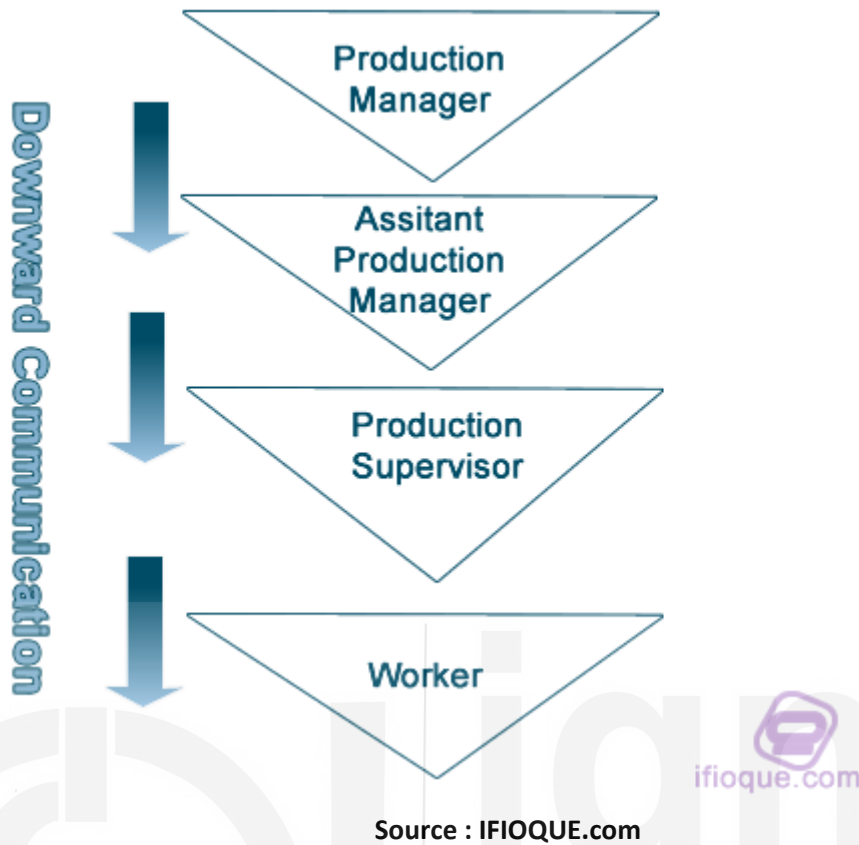 Production
Manager
Downward Communication
Assitant
Production
Manager
Production
Supervisor
Worker
ifioque.com
Source : IFIOQUE.com